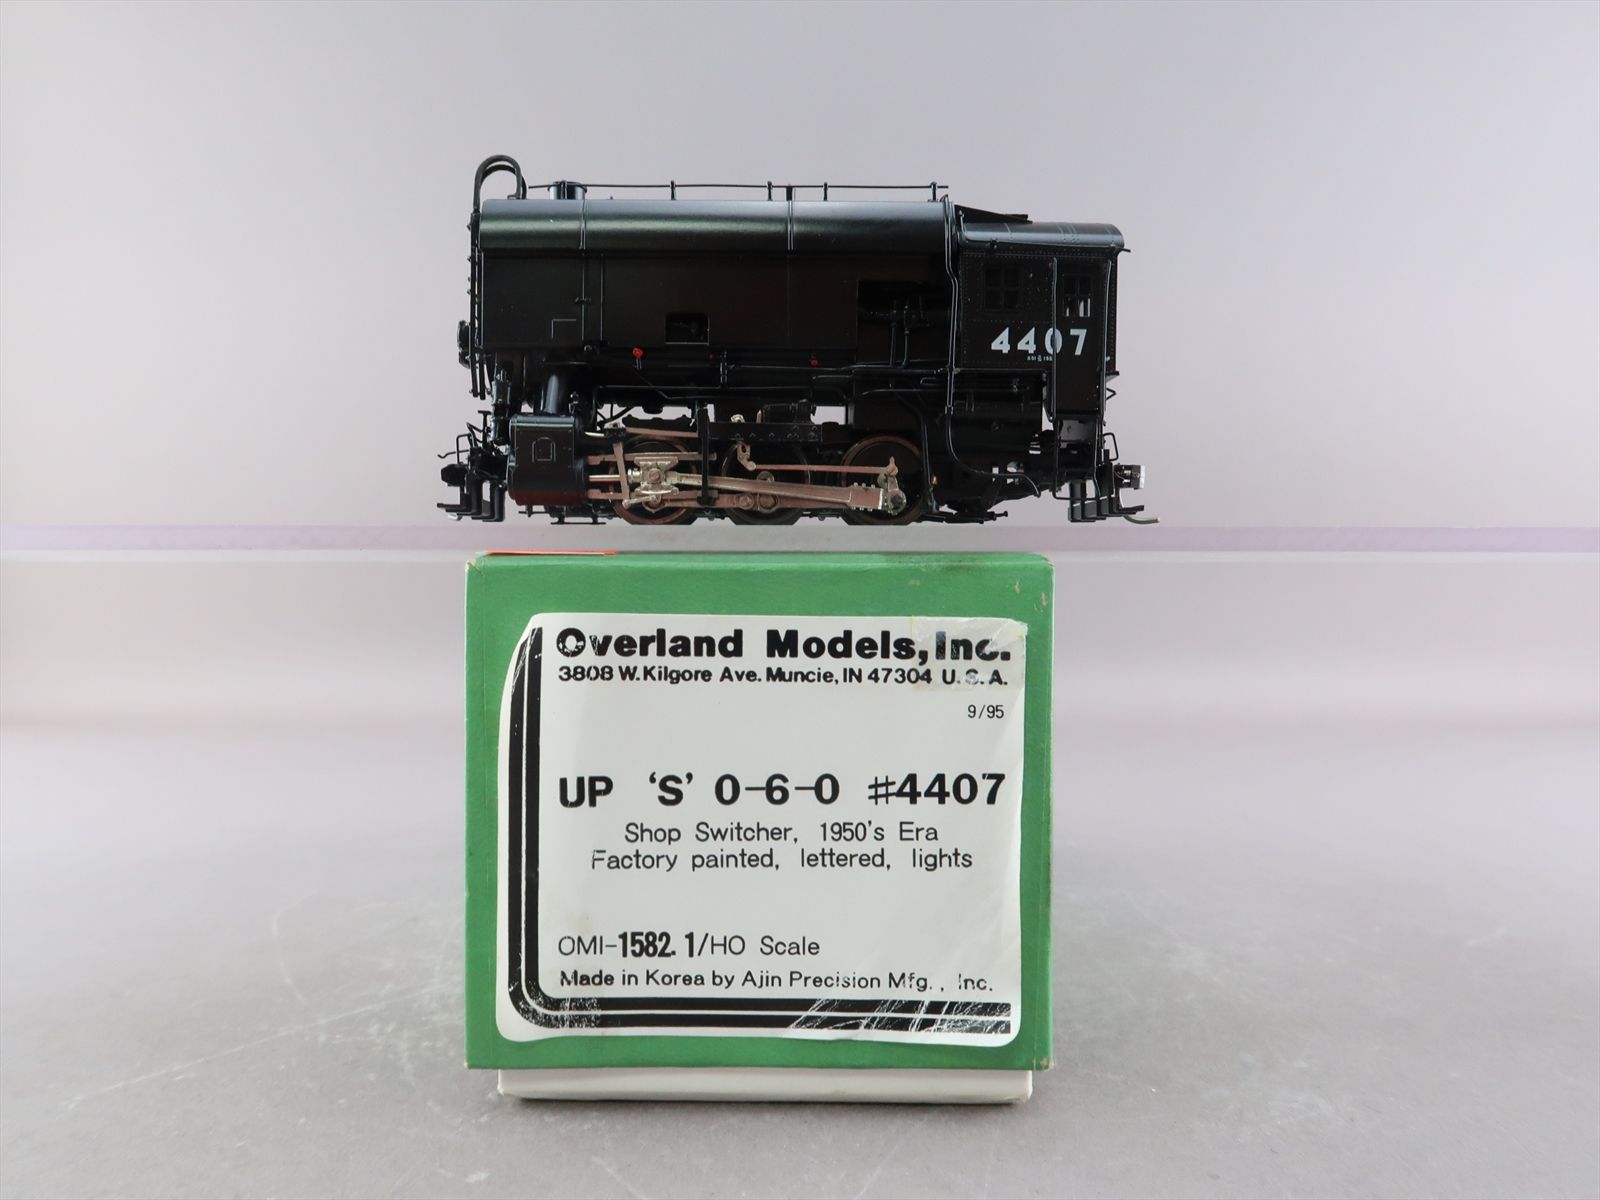 4407
Overland Models, Inc.
3808 W. Kilgore Ave. Muncie, IN 47304 U.S.A.
9/95
UP 'S' 0-6-0 #4407
Shop Switcher, 1950's Era
Factory painted, lettered, lights
OMI-1582.1/HO Scale
Made in Korea by Ajin Precision Mfg., Inc.